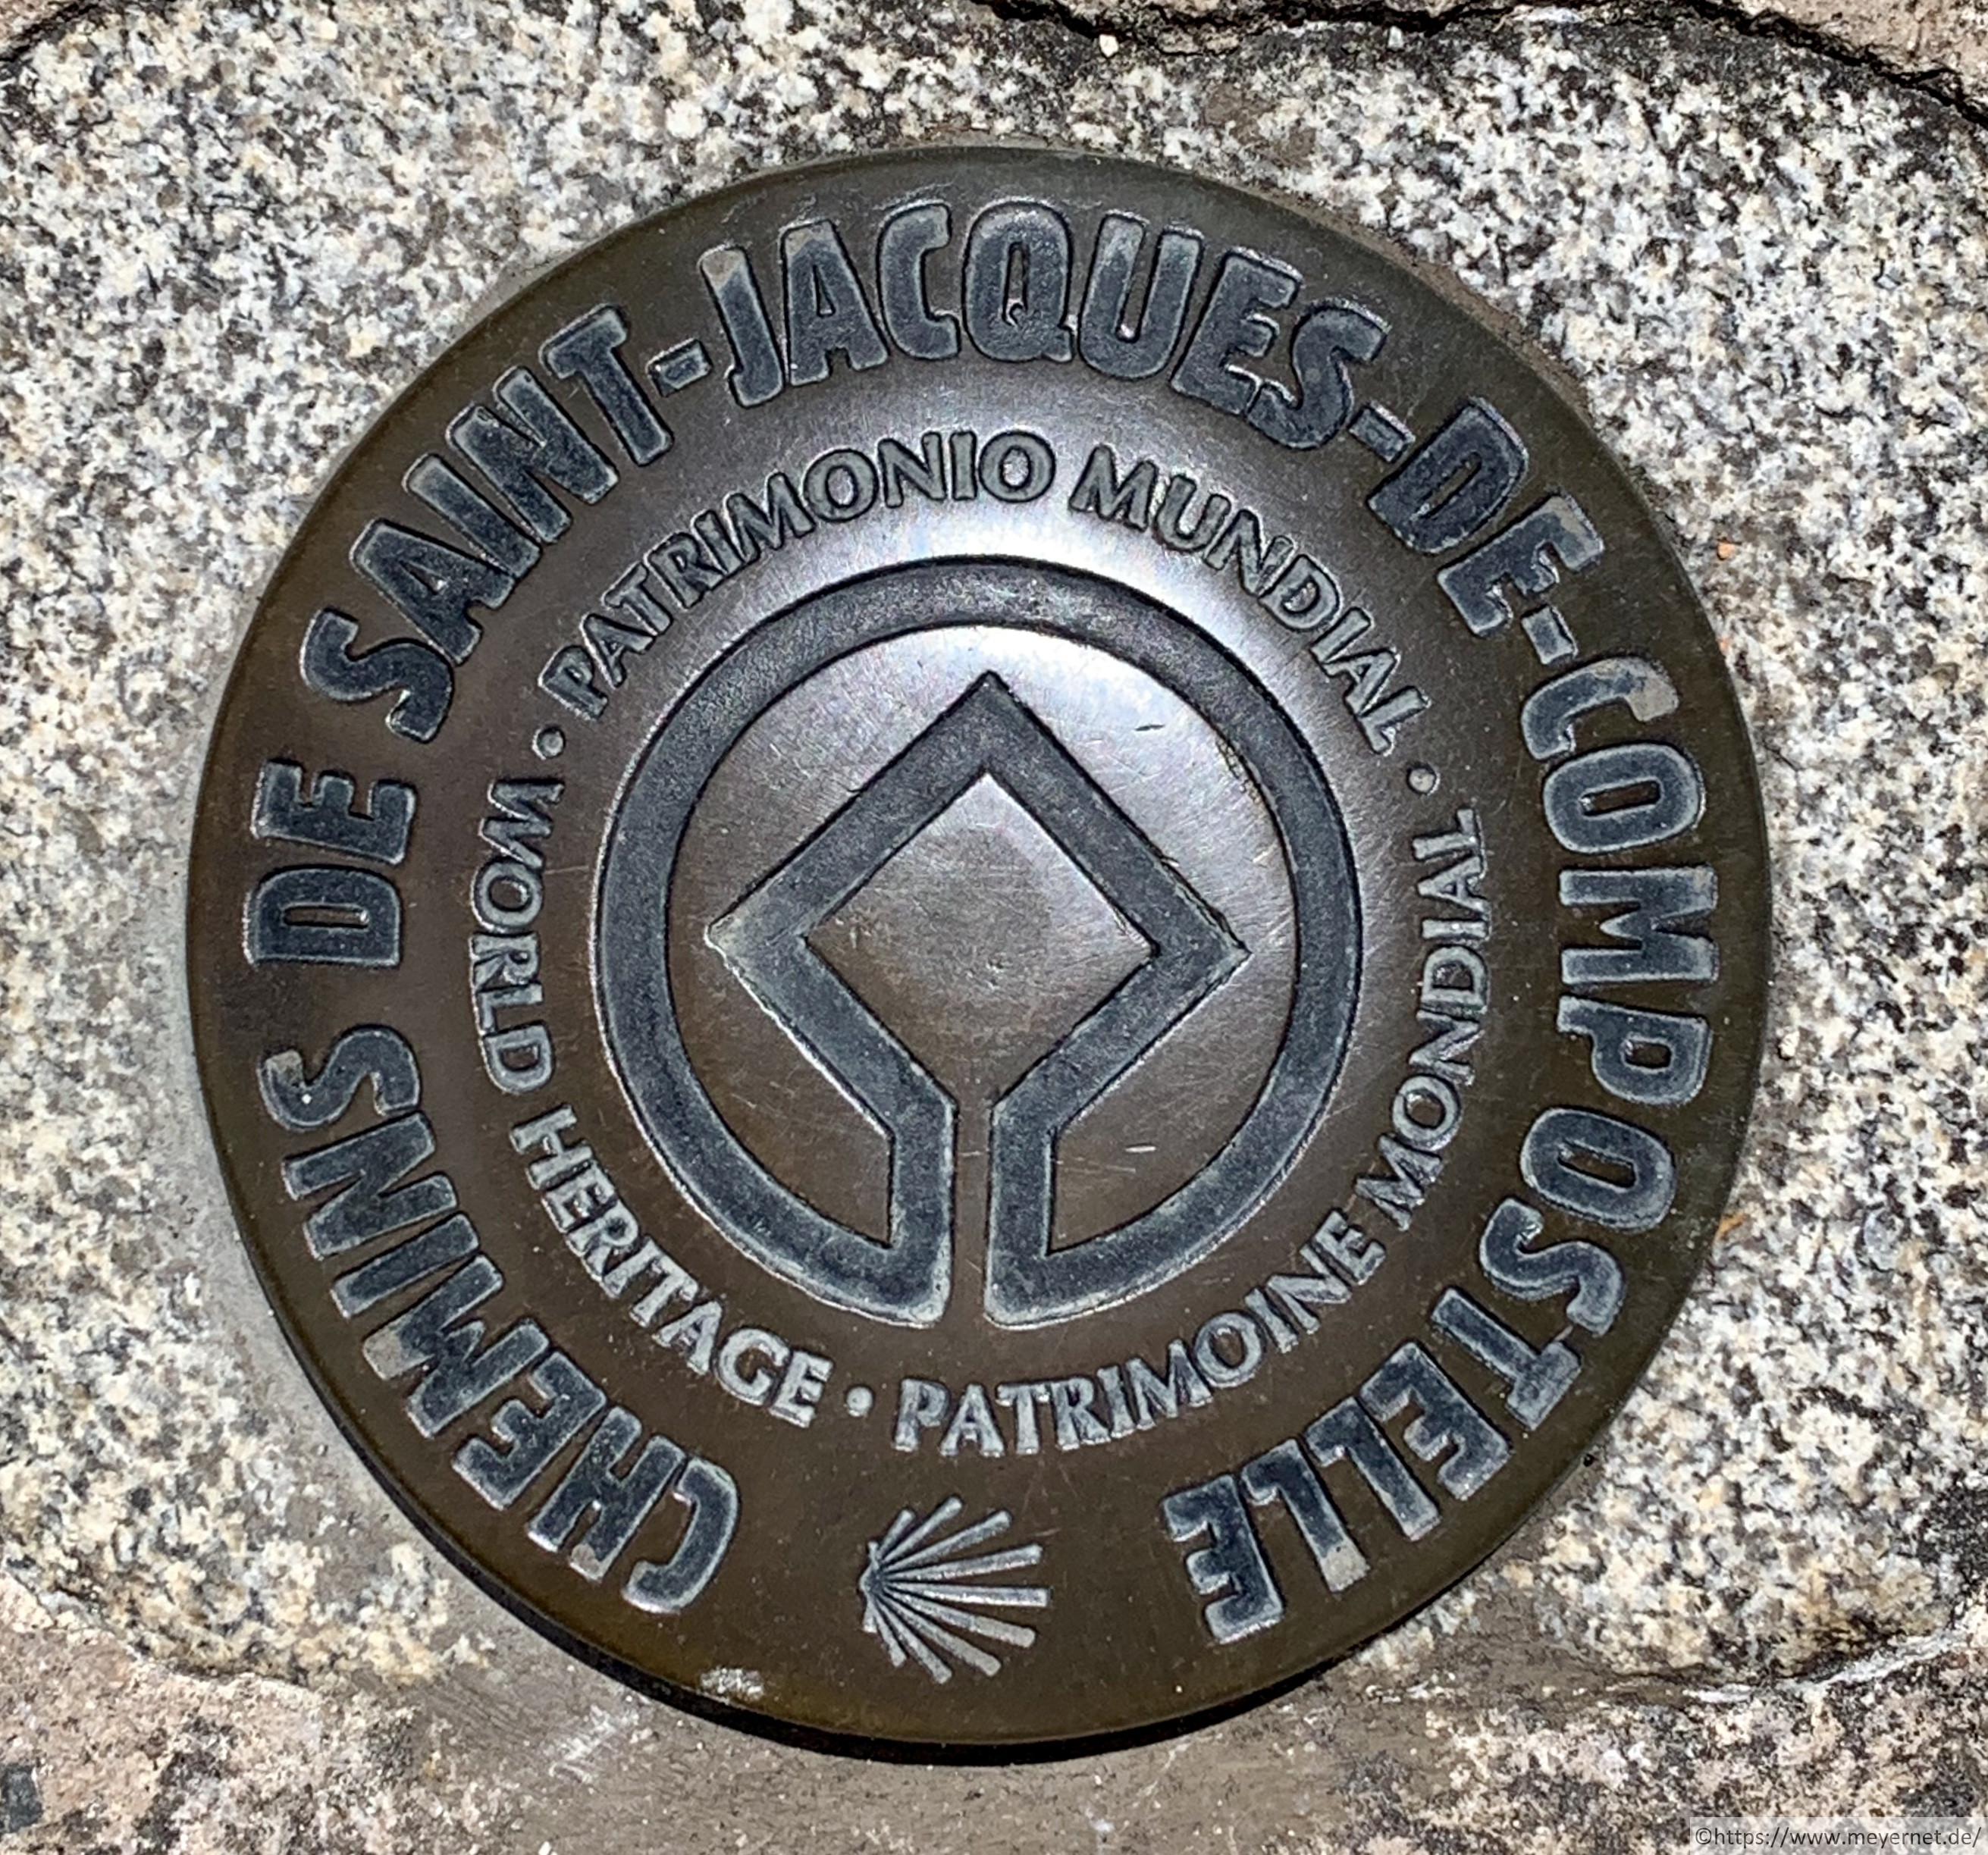 CHEMINS DE SAINT-JACQUES-DE-COMPOSTELLE
• PATRIMONIO MUNDIAL • PATRIMOINE MONDIAL • WORLD HERITAGE
©https://www.meyernet.de/